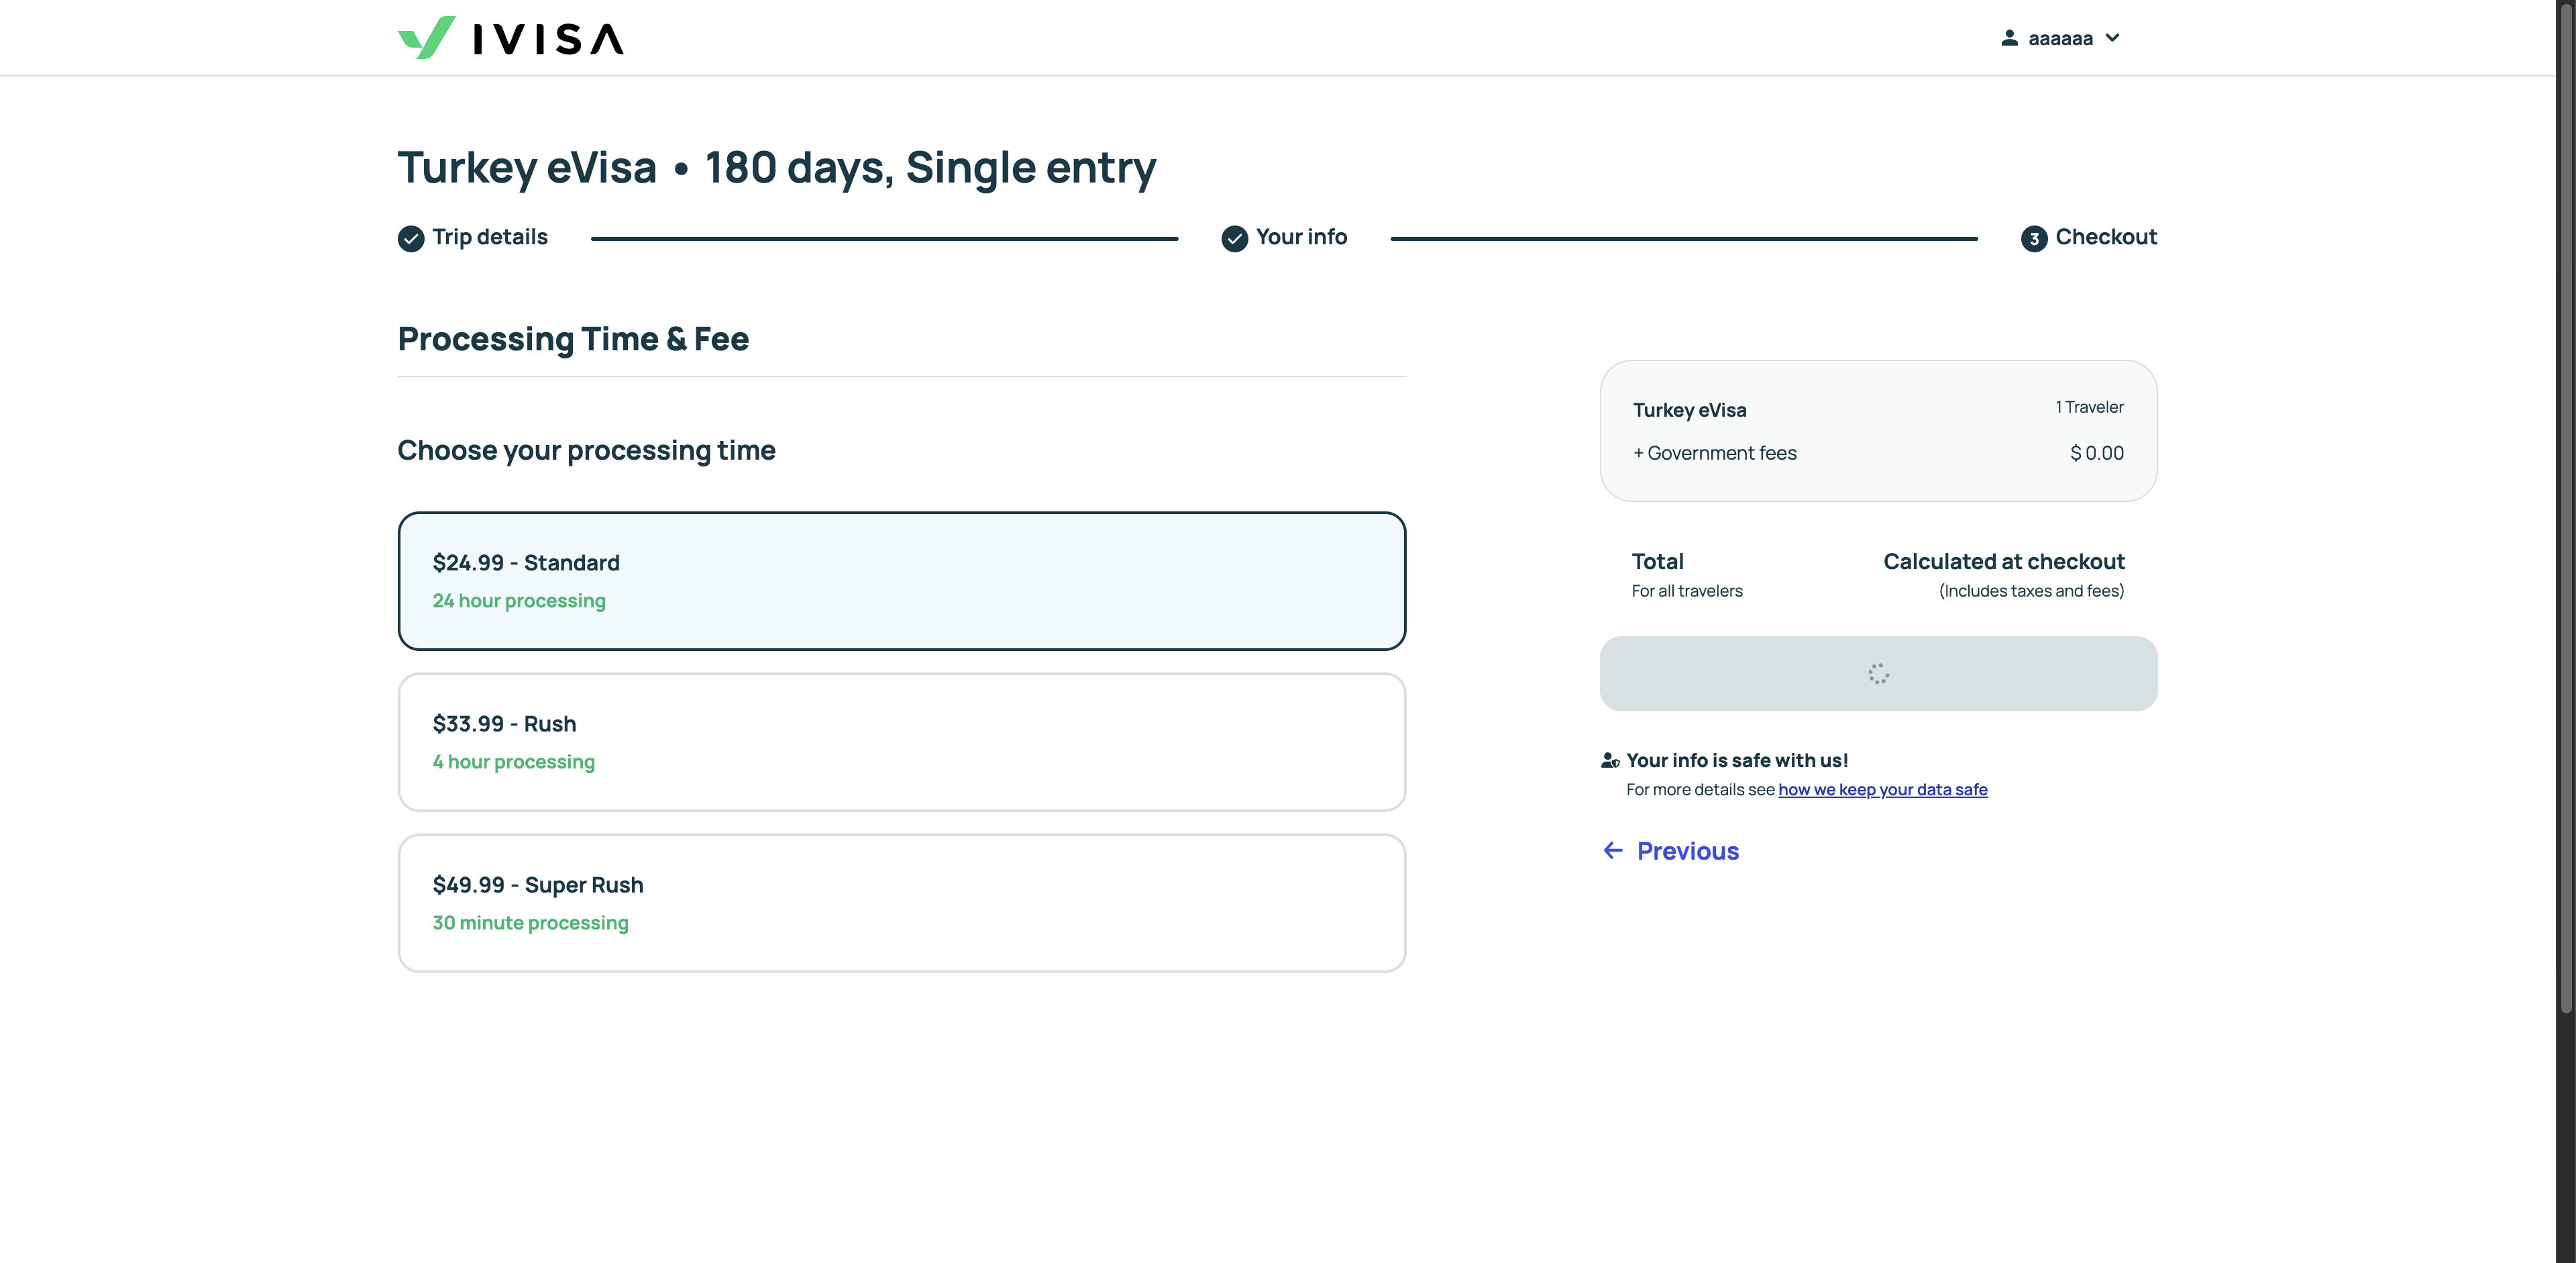 IVISA
aaaaaa
Turkey eVisa • 180 days, Single entry
Trip details
Your info
3 Checkout
Processing Time & Fee
Choose your processing time
$24.99 - Standard
24 hour processing
$33.99 - Rush
4 hour processing
$49.99 - Super Rush
30 minute processing
Turkey eVisa 1 Traveler
+ Government fees $ 0.00
Total Calculated at checkout
For all travelers (Includes taxes and fees)
Your info is safe with us!
For more details see how we keep your data safe
Previous